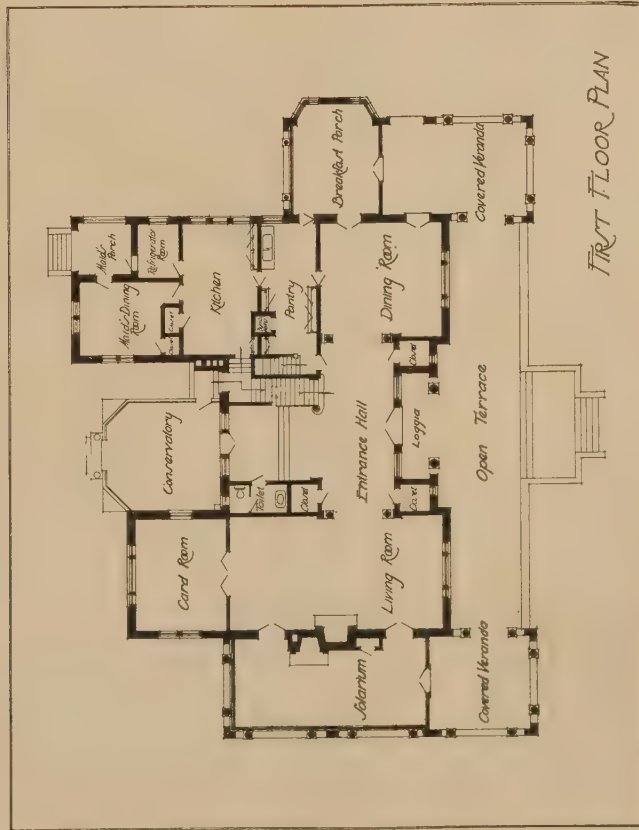 Maid's Porch
Maid's Dining
Room
Refrigerator
Room
Closet
Closet
Conservatory
Card Room
Kitchen
Toilet
Pantry
Closet
Breakfast Porch
Solarium
Living Room
Entrance Hall
Dining Room
Closet
Loggia
Closet
Covered Veranda
Open Terrace
Covered Veranda
FIRST FLOOR PLAN